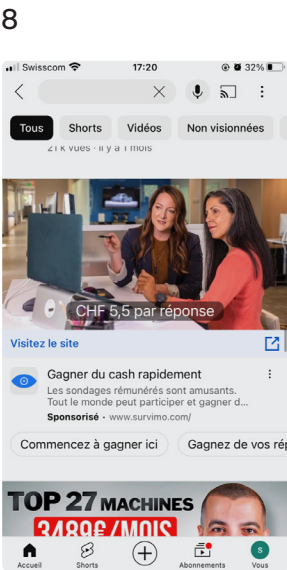 8
Swisscom 17:20 32%
Tous Shorts Vidéos Non visionnées
21 k vues · il y a 1 mois
CHF 5,5 par réponse
Visitez le site
Gagner du cash rapidement
Les sondages rémunérés sont amusants.
Tout le monde peut participer et gagner d...
Sponsorisé · www.survimo.com/
Commencez à gagner ici Gagnez de vos rép
TOP 27 MACHINES
3489€/MOIS
Accueil Shorts Abonnements S Vous